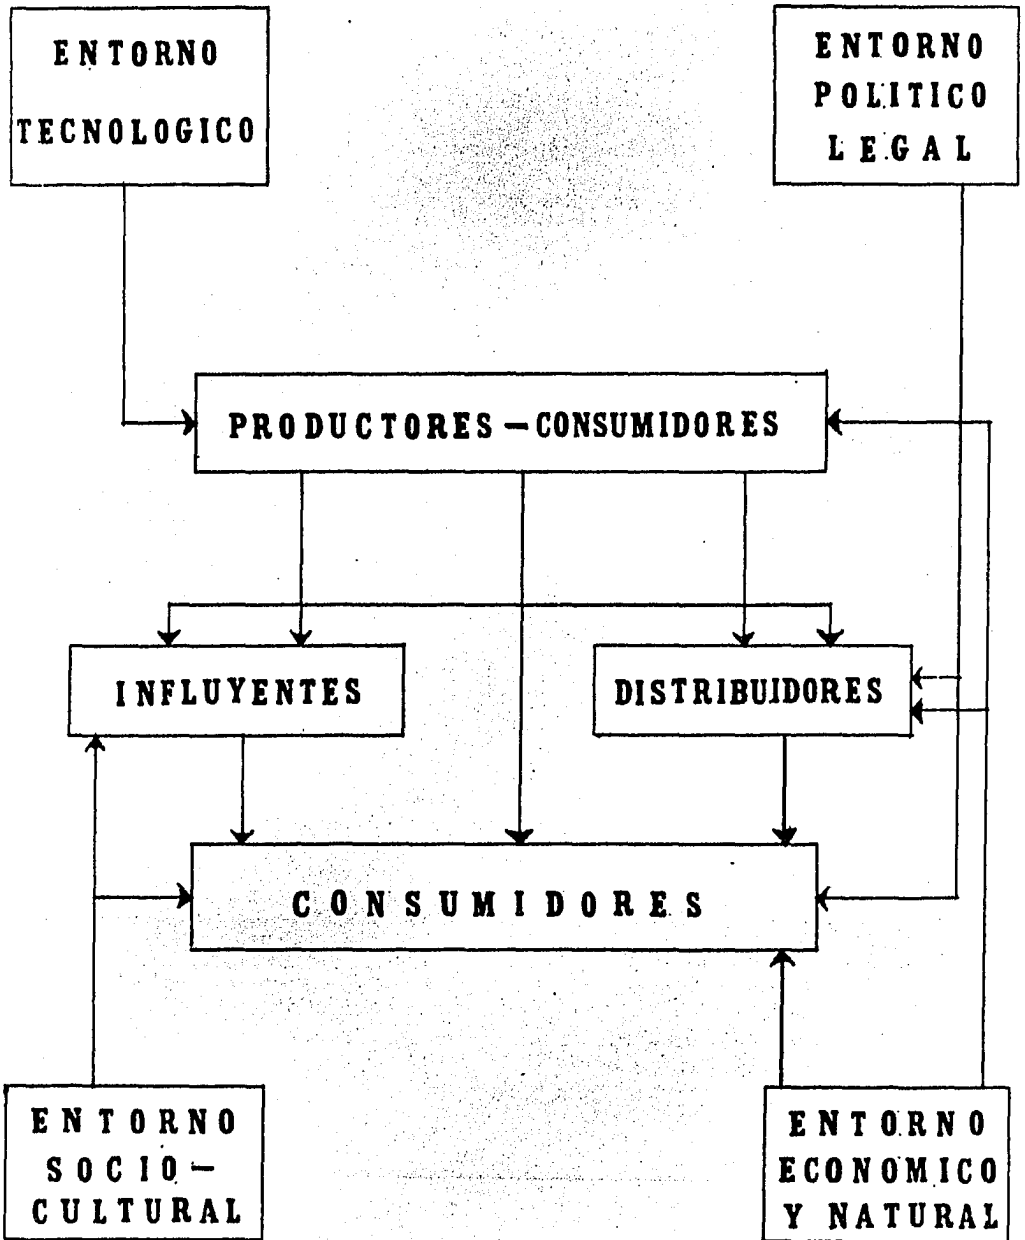 ENTORNO
TECNOLOGICO
ENTORNO
POLITICO
LEGAL
PRODUCTORES - CONSUMIDORES
INFLUYENTES
DISTRIBUIDORES
CONSUMIDORES
ENTORNO
SOCIO-
CULTURAL
ENTORNO
ECONOMICO
Y NATURAL